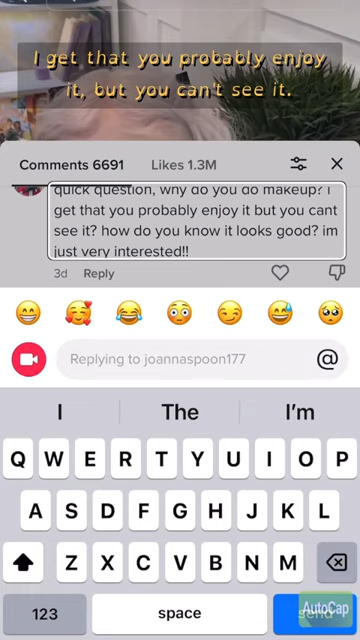 I get that you probably enjoy
it, but you can't see it.
Comments 6691 Likes 1.3M
quick question, why do you do makeup? i
get that you probably enjoy it but you cant
see it? how do you know it looks good? im
just very interested!!
3d Reply
Replying to joannaspoon177
@
I The I'm
Q W E R T Y U I O P
A S D F G H J K L
Z X C V B N M
123 space send
AutoCap